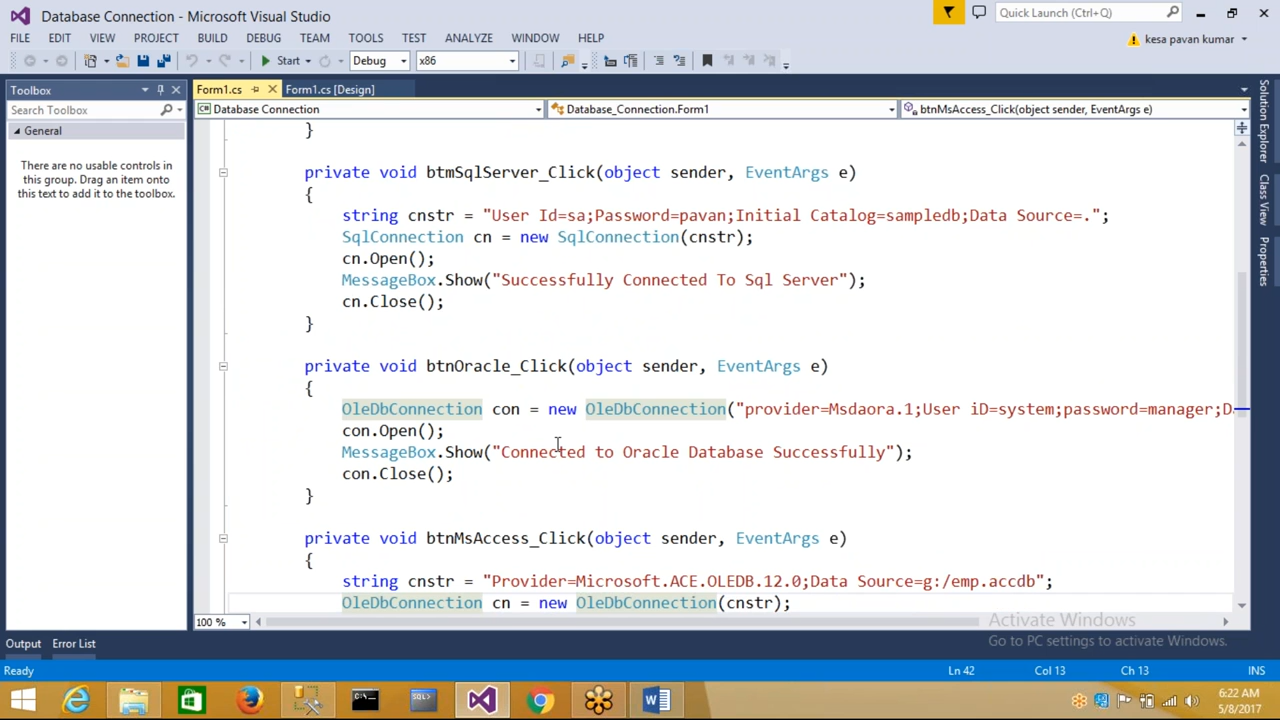 Database Connection - Microsoft Visual Studio
Quick Launch (Ctrl+Q)
FILE EDIT VIEW PROJECT BUILD DEBUG TEAM TOOLS TEST ANALYZE WINDOW HELP
kesa pavan kumar
Start Debug x86
Toolbox
Form1.cs Form1.cs [Design]
Search Toolbox
Database Connection Database_Connection.Form1 btnMsAccess_Click(object sender, EventArgs e)
General
There are no usable controls in
this group. Drag an item onto
this text to add it to the toolbox.
}
private void btmSqlServer_Click(object sender, EventArgs e)
{
string cnstr = "User Id=sa;Password=pavan;Initial Catalog=sampledb;Data Source=.";
SqlConnection cn = new SqlConnection(cnstr);
cn.Open();
MessageBox.Show("Successfully Connected To Sql Server");
cn.Close();
}
private void btnOracle_Click(object sender, EventArgs e)
{
OleDbConnection con = new OleDbConnection("provider=Msdaora.1;User iD=system;password=manager;Da
con.Open();
MessageBox.Show("Connected to Oracle Database Successfully");
con.Close();
}
private void btnMsAccess_Click(object sender, EventArgs e)
{
string cnstr = "Provider=Microsoft.ACE.OLEDB.12.0;Data Source=g:/emp.accdb";
OleDbConnection cn = new OleDbConnection(cnstr);
Solution Explorer
Class View
Properties
100 %
Activate Windows
Go to PC settings to activate Windows.
Output Error List
Ready Ln 42 Col 13 Ch 13 INS
6:22 AM
5/8/2017